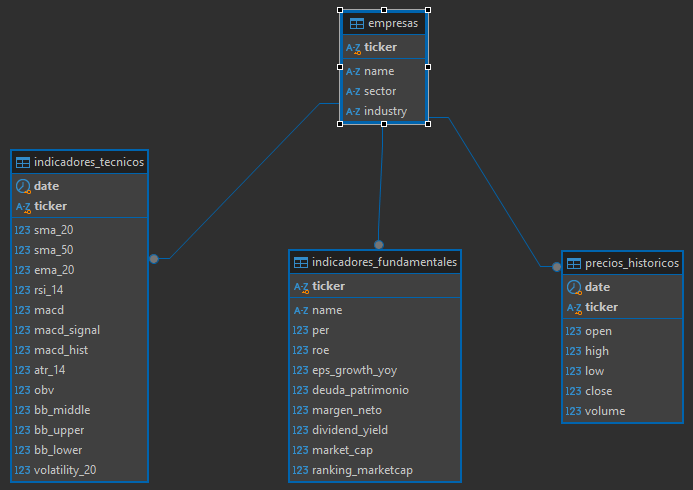 empresas
A-Z ticker
A-Z name
A-Z sector
A-Z industry
indicadores_tecnicos
date
A-Z ticker
123 sma_20
123 sma_50
123 ema_20
123 rsi_14
123 macd
123 macd_signal
123 macd_hist
123 atr_14
123 obv
123 bb_middle
123 bb_upper
123 bb_lower
123 volatility_20
indicadores_fundamentales
A-Z ticker
A-Z name
123 per
123 roe
123 eps_growth_yoy
123 deuda_patrimonio
123 margen_neto
123 dividend_yield
123 market_cap
123 ranking_marketcap
precios_historicos
date
A-Z ticker
123 open
123 high
123 low
123 close
123 volume